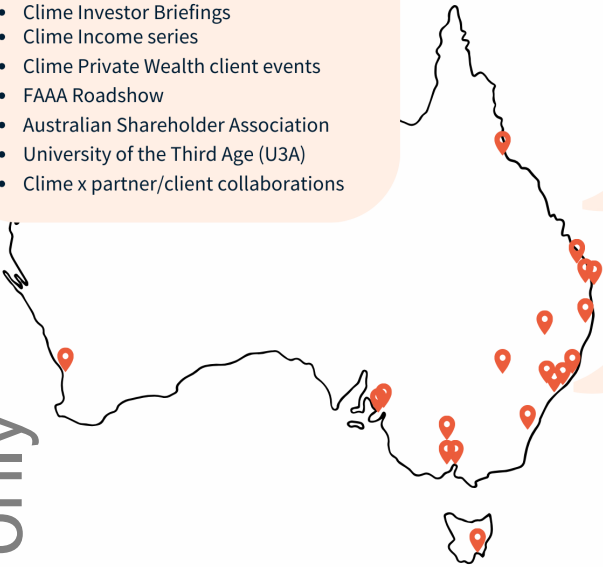 • Clime Investor Briefings
• Clime Income series
• Clime Private Wealth client events
• FAAA Roadshow
• Australian Shareholder Association
• University of the Third Age (U3A)
• Clime x partner/client collaborations
only